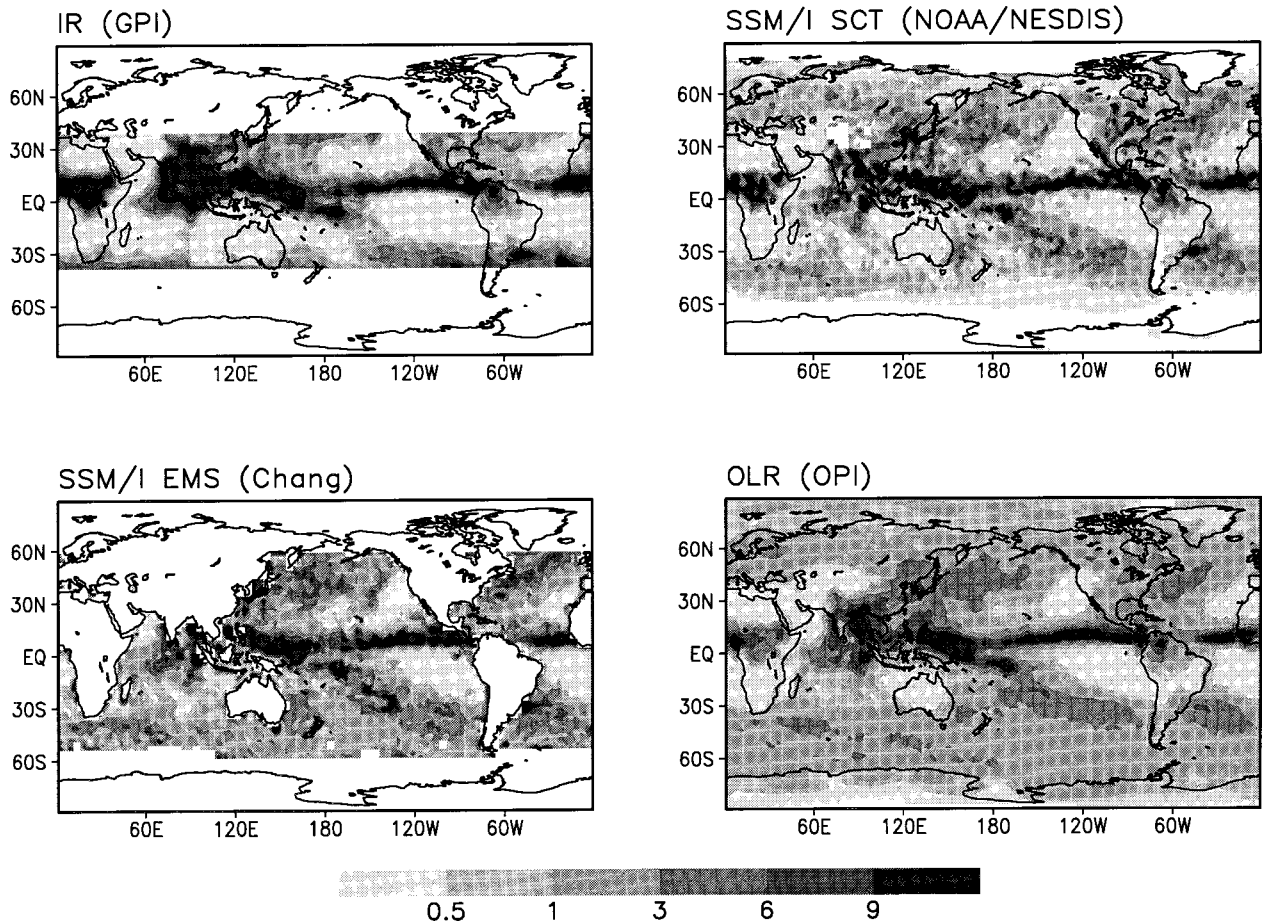 IR (GPI)
SSM/I SCT (NOAA/NESDIS)
60N
30N
EQ
30S
60S
60E 120E 180 120W 60W
60N
30N
EQ
30S
60S
60E 120E 180 120W 60W
SSM/I EMS (Chang)
OLR (OPI)
60N
30N
EQ
30S
60S
60E 120E 180 120W 60W
60N
30N
EQ
30S
60S
60E 120E 180 120W 60W
0.5 1 3 6 9